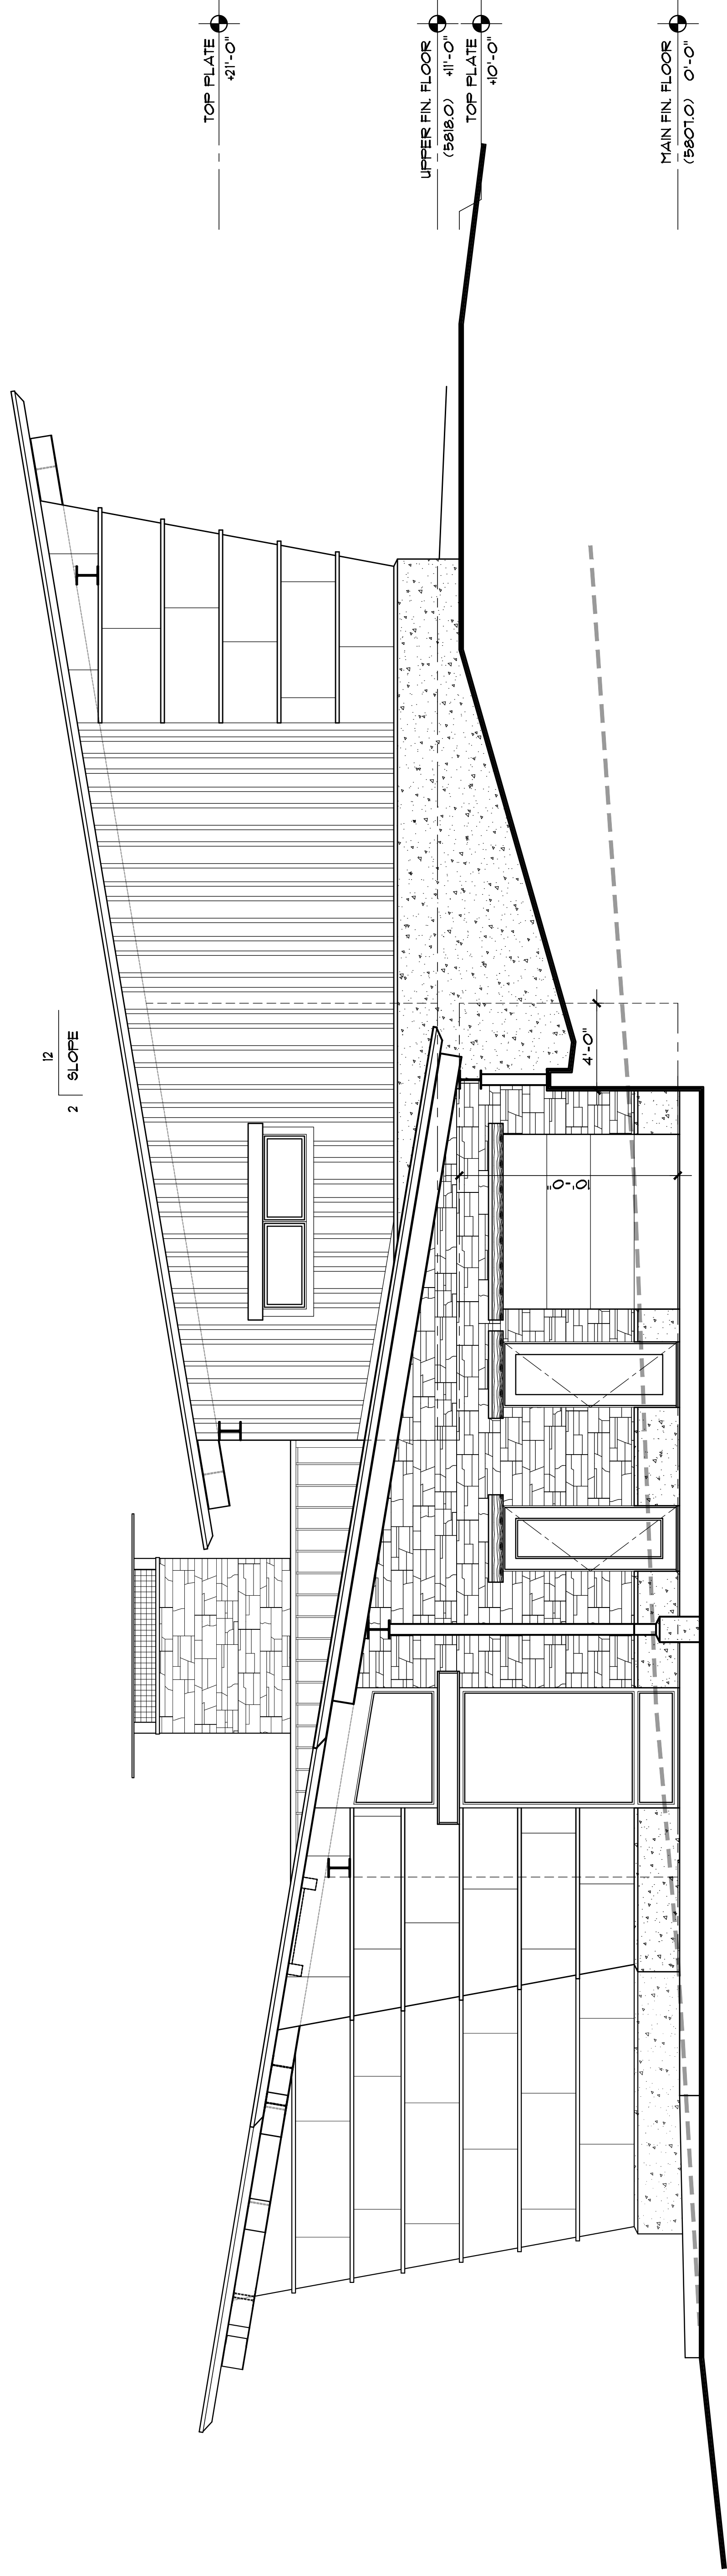 TOP PLATE
+21'-0"
UPPER FIN. FLOOR
(5818.0) +11'-0"
TOP PLATE
+10'-0"
MAIN FIN. FLOOR
(5807.0) 0'-0"
12
2 SLOPE
4'-0"
10'-0"